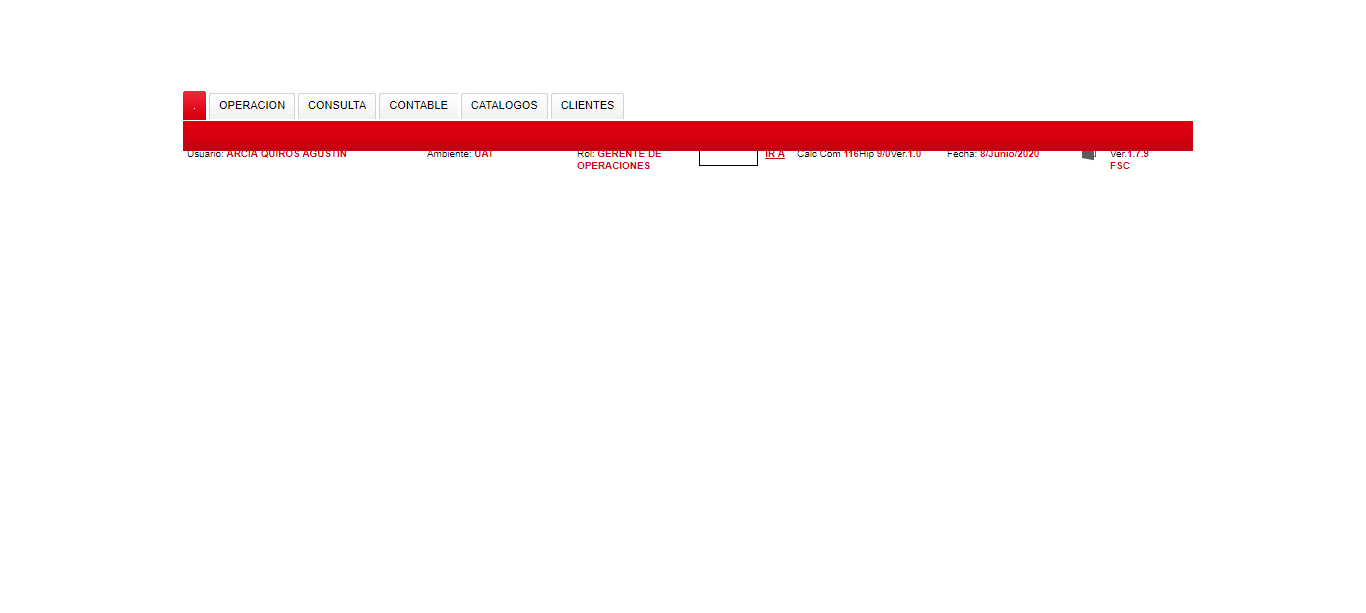 . OPERACION CONSULTA CONTABLE CATALOGOS CLIENTES
Usuario: ARCIA QUIROS AGUSTIN Ambiente: UAT Rol: GERENTE DE IR A Calc Com 116Hip 9/0Ver.1.0 Fecha: 8/Junio/2020 Ver.1.7.9
OPERACIONES FSC